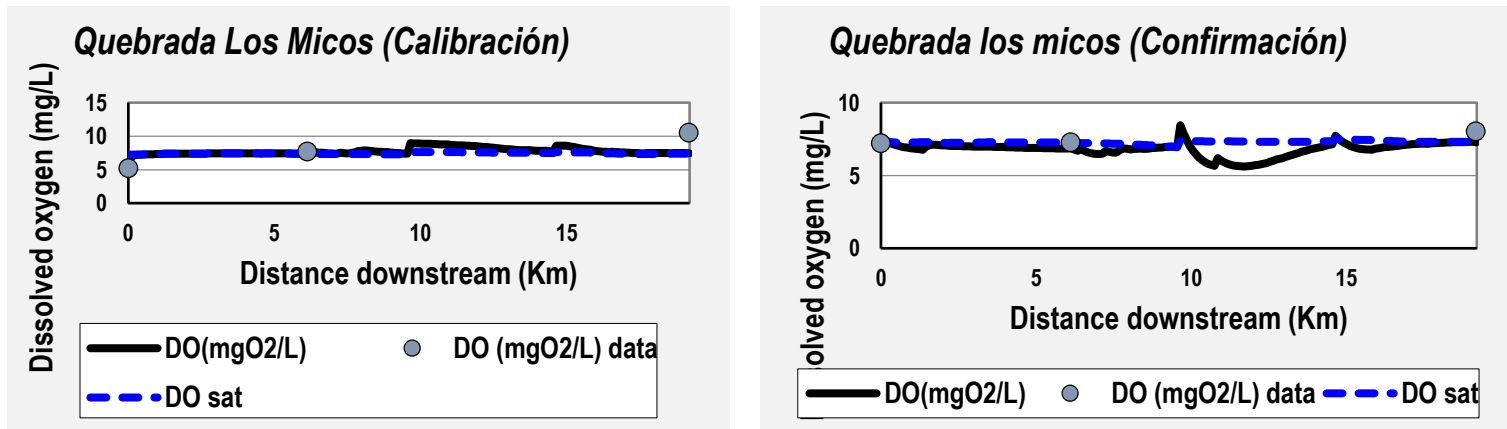 Quebrada Los Micos (Calibración)
Dissolved oxygen (mg/L)
15
10
5
0
0 5 10 15
Distance downstream (Km)
DO(mgO2/L) DO (mgO2/L) data
DO sat
Quebrada los micos (Confirmación)
solved oxygen (mg/L)
10
5
0
0 5 10 15
Distance downstream (Km)
DO(mgO2/L) DO (mgO2/L) data DO sat